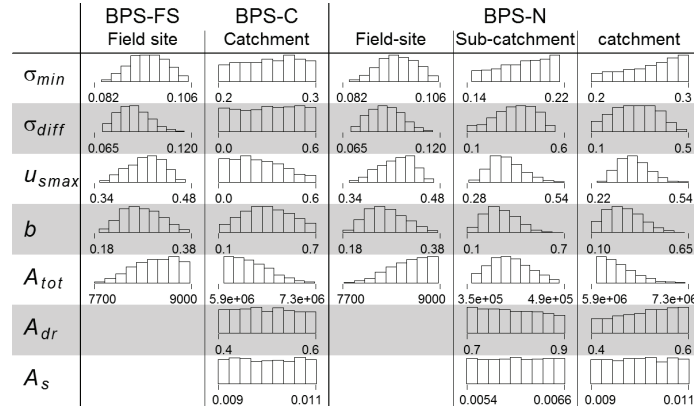 BPS-FS BPS-C BPS-N
Field site Catchment Field-site Sub-catchment catchment
σmin
0.082 0.106 0.2 0.3 0.082 0.106 0.14 0.22 0.2 0.3
σdiff
0.065 0.120 0.0 0.6 0.065 0.120 0.1 0.6 0.1 0.5
usmax
0.34 0.48 0.0 0.6 0.34 0.48 0.28 0.54 0.22 0.54
b
0.18 0.38 0.1 0.7 0.18 0.38 0.1 0.7 0.10 0.65
Atot
7700 9000 5.9e+06 7.3e+06 7700 9000 3.5e+05 4.9e+05 5.9e+06 7.3e+06
Adr
0.4 0.6 0.7 0.9 0.4 0.6
As
0.009 0.011 0.0054 0.0066 0.009 0.011